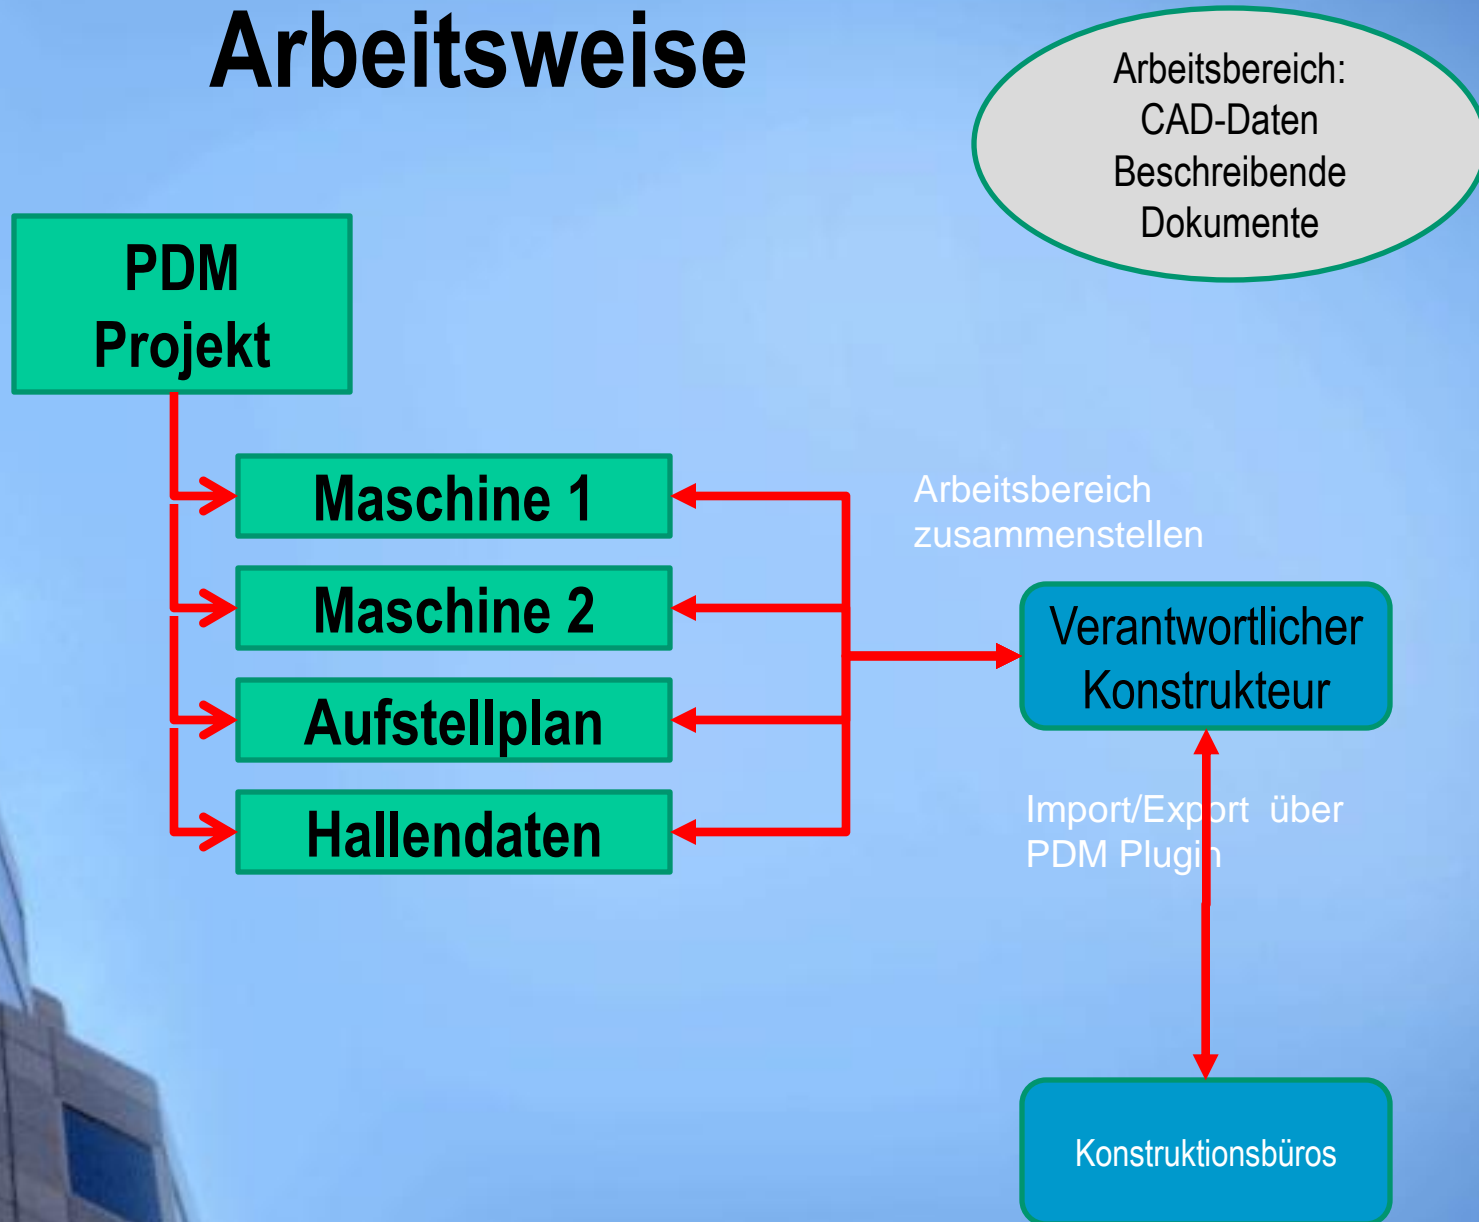 Arbeitsweise
Arbeitsbereich:
CAD-Daten
Beschreibende
Dokumente
PDM
Projekt
Maschine 1
Maschine 2
Aufstellplan
Hallendaten
Arbeitsbereich
zusammenstellen
Verantwortlicher
Konstrukteur
Import/Export über
PDM Plugin
Konstruktionsbüros